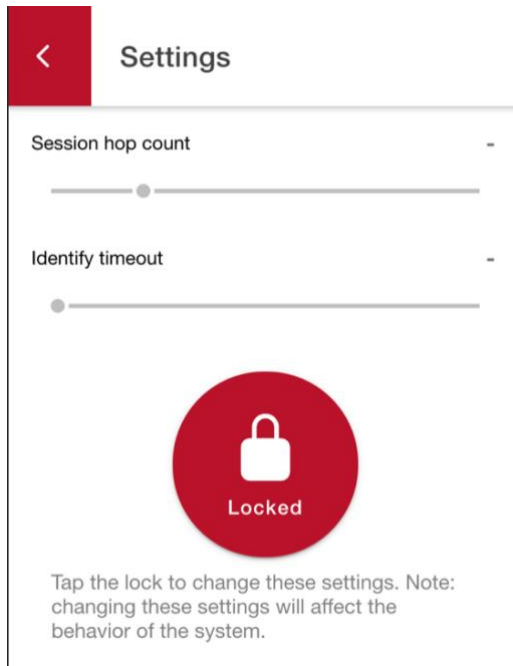 Settings
Session hop count -
Identify timeout -
Locked
Tap the lock to change these settings. Note:
changing these settings will affect the
behavior of the system.